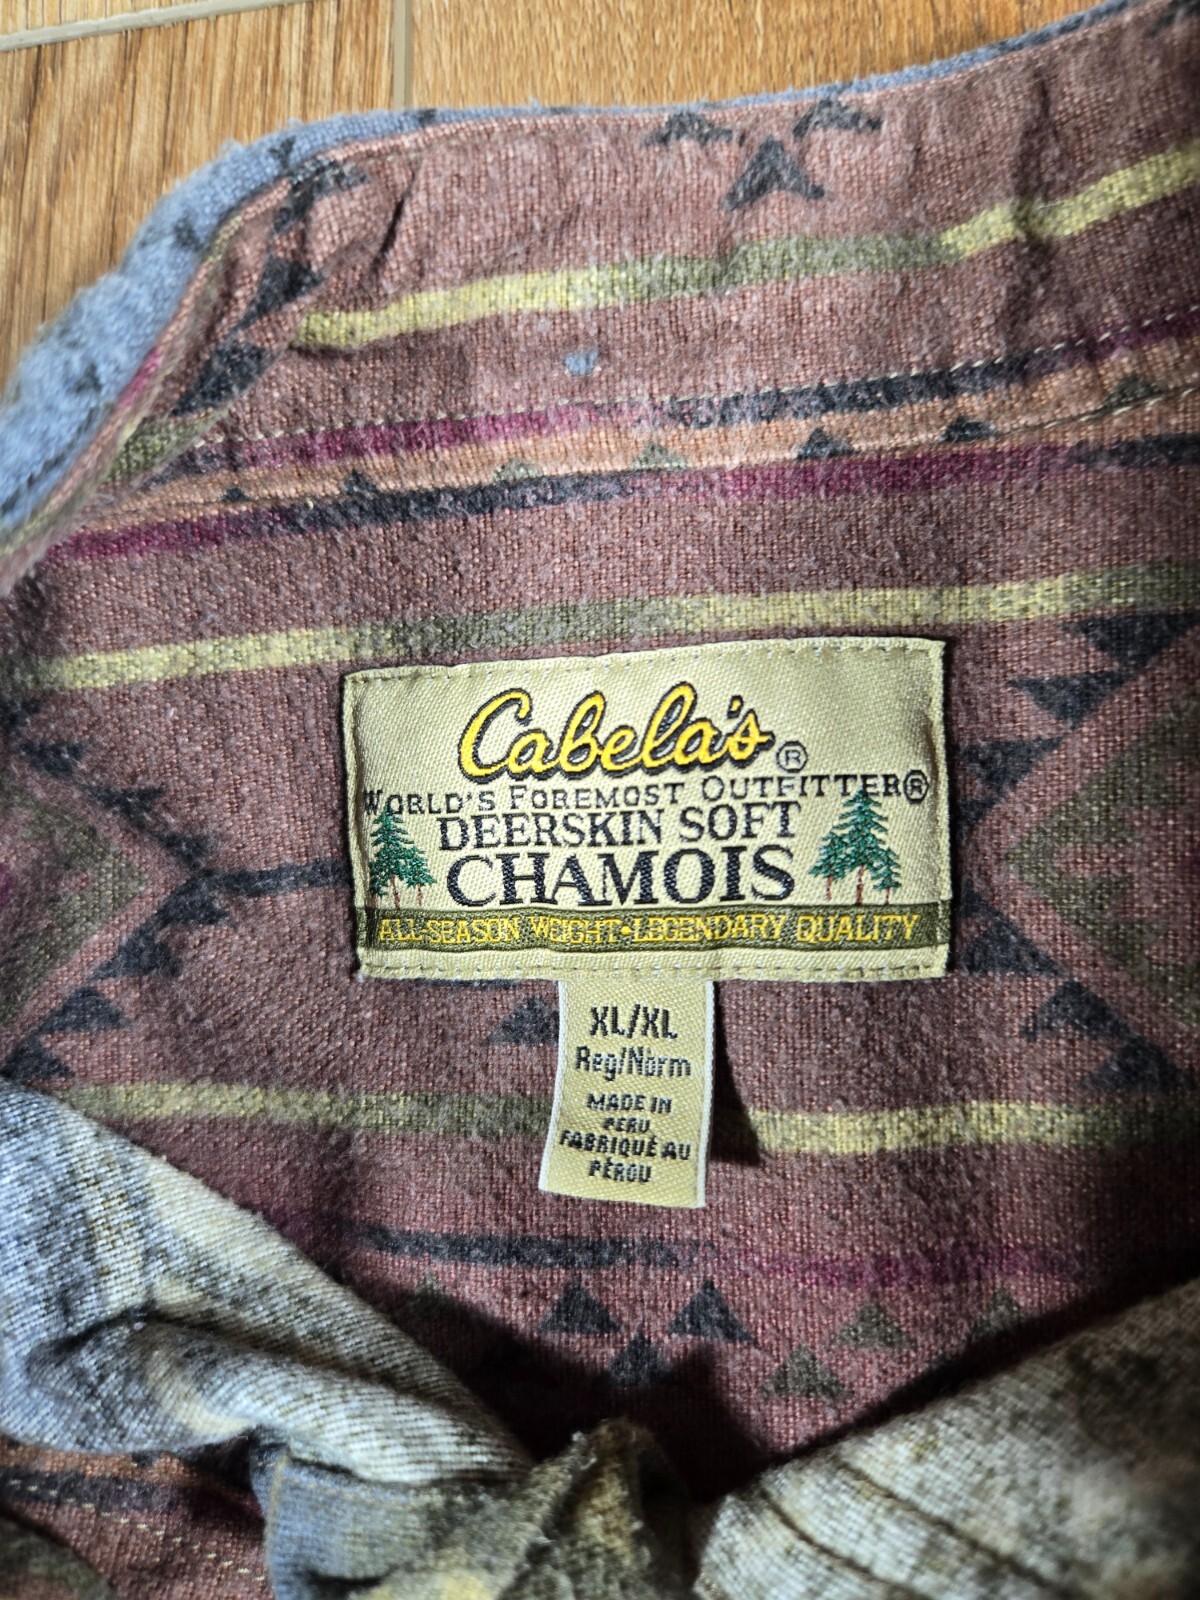 Cabela's®
WORLD'S FOREMOST OUTFITTER®
DEERSKIN SOFT
CHAMOIS
ALL-SEASON WEIGHT•LEGENDARY QUALITY
XL/XL
Reg/Norm
MADE IN
PERU
FABRIQUÉ AU
PÉROU